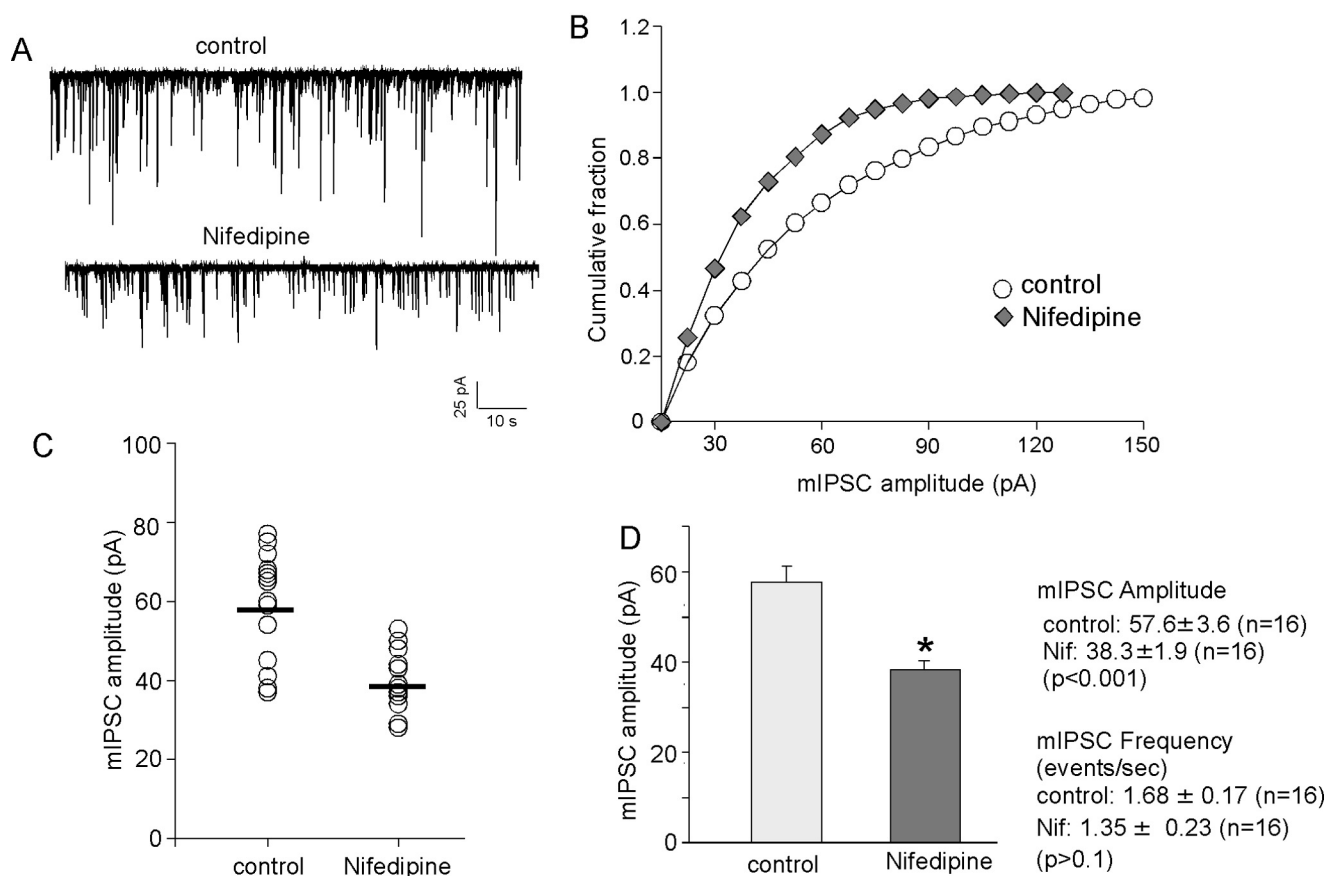 A
control
Nifedipine
25 pA
10 s
B
1.2
1.0
0.8
0.6
0.4
0.2
0
Cumulative fraction
control
Nifedipine
30
60
90
120
150
mIPSC amplitude (pA)
C
100
80
60
40
20
0
mIPSC amplitude (pA)
control
Nifedipine
D
60
40
20
0
mIPSC amplitude (pA)
*
control
Nifedipine
mIPSC Amplitude
control: 57.6±3.6 (n=16)
Nif: 38.3±1.9 (n=16)
(p<0.001)
mIPSC Frequency
(events/sec)
control: 1.68 ± 0.17 (n=16)
Nif: 1.35 ± 0.23 (n=16)
(p>0.1)